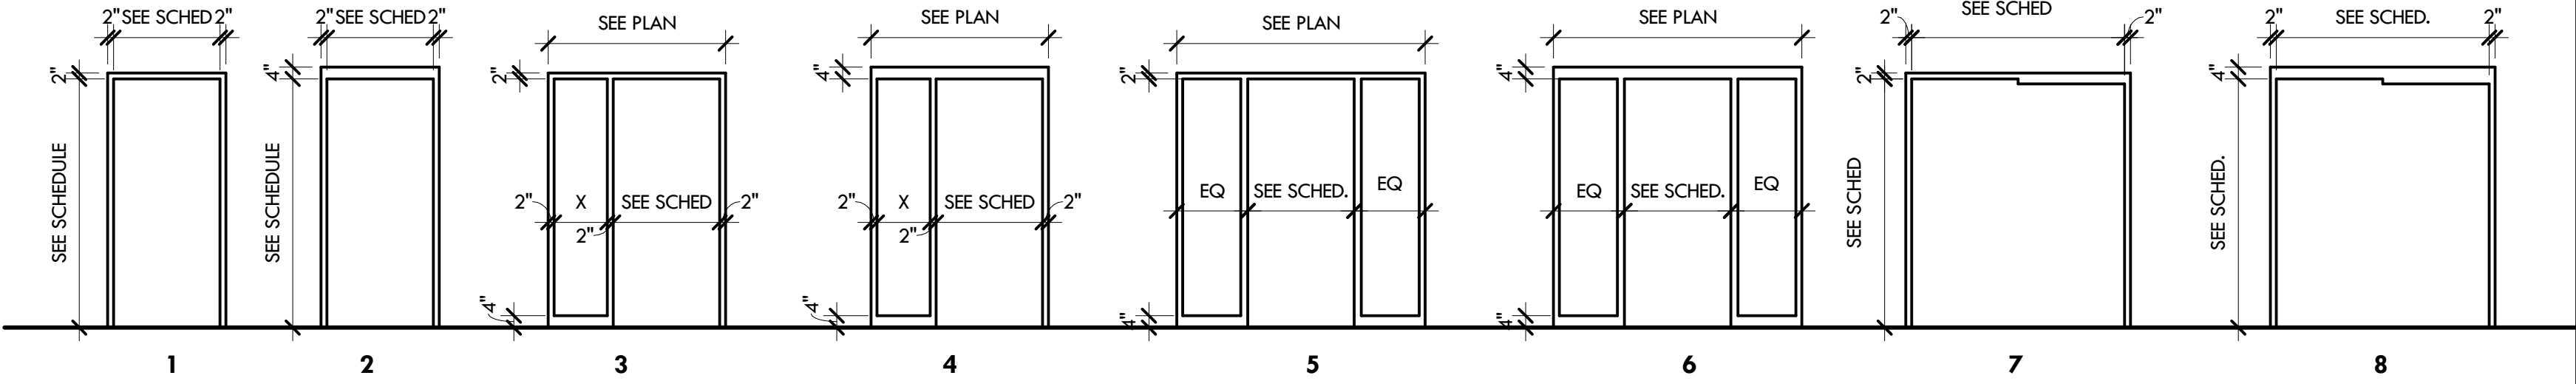 2" SEE SCHED 2"
2"
SEE SCHEDULE
1
2" SEE SCHED 2"
4"
SEE SCHEDULE
2
SEE PLAN
2"
2" X SEE SCHED 2"
2"
4"
3
SEE PLAN
4"
2" X SEE SCHED 2"
2"
4"
4
SEE PLAN
2"
EQ SEE SCHED. EQ
4"
5
SEE PLAN
4"
EQ SEE SCHED. EQ
4"
6
2" SEE SCHED 2"
2"
SEE SCHED
7
2" SEE SCHED. 2"
4"
SEE SCHED.
8